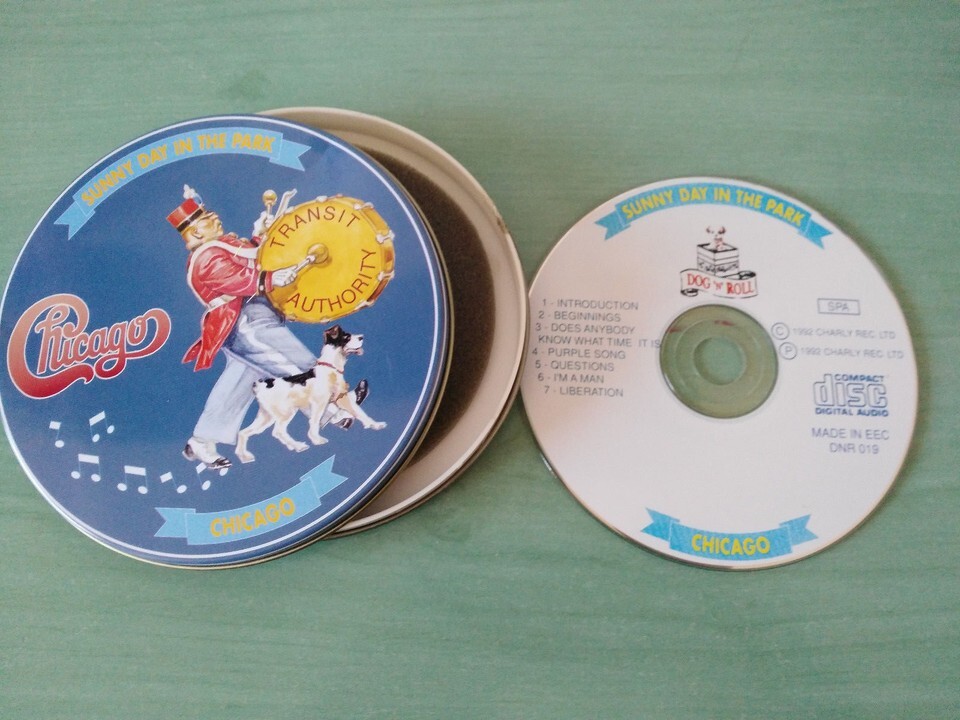 SUNNY DAY IN THE PARK
TRANSIT
AUTHORITY
Chicago
CHICAGO
SUNNY DAY IN THE PARK
DOG 'N' ROLL
1 - INTRODUCTION
2 - BEGINNINGS
3 - DOES ANYBODY
KNOW WHAT TIME IT IS
4 - PURPLE SONG
5 - QUESTIONS
6 - I'M A MAN
7 - LIBERATION
SPA
© 1992 CHARLY REC LTD
℗ 1992 CHARLY REC LTD
COMPACT
disc
DIGITAL AUDIO
MADE IN EEC
DNR 019
CHICAGO